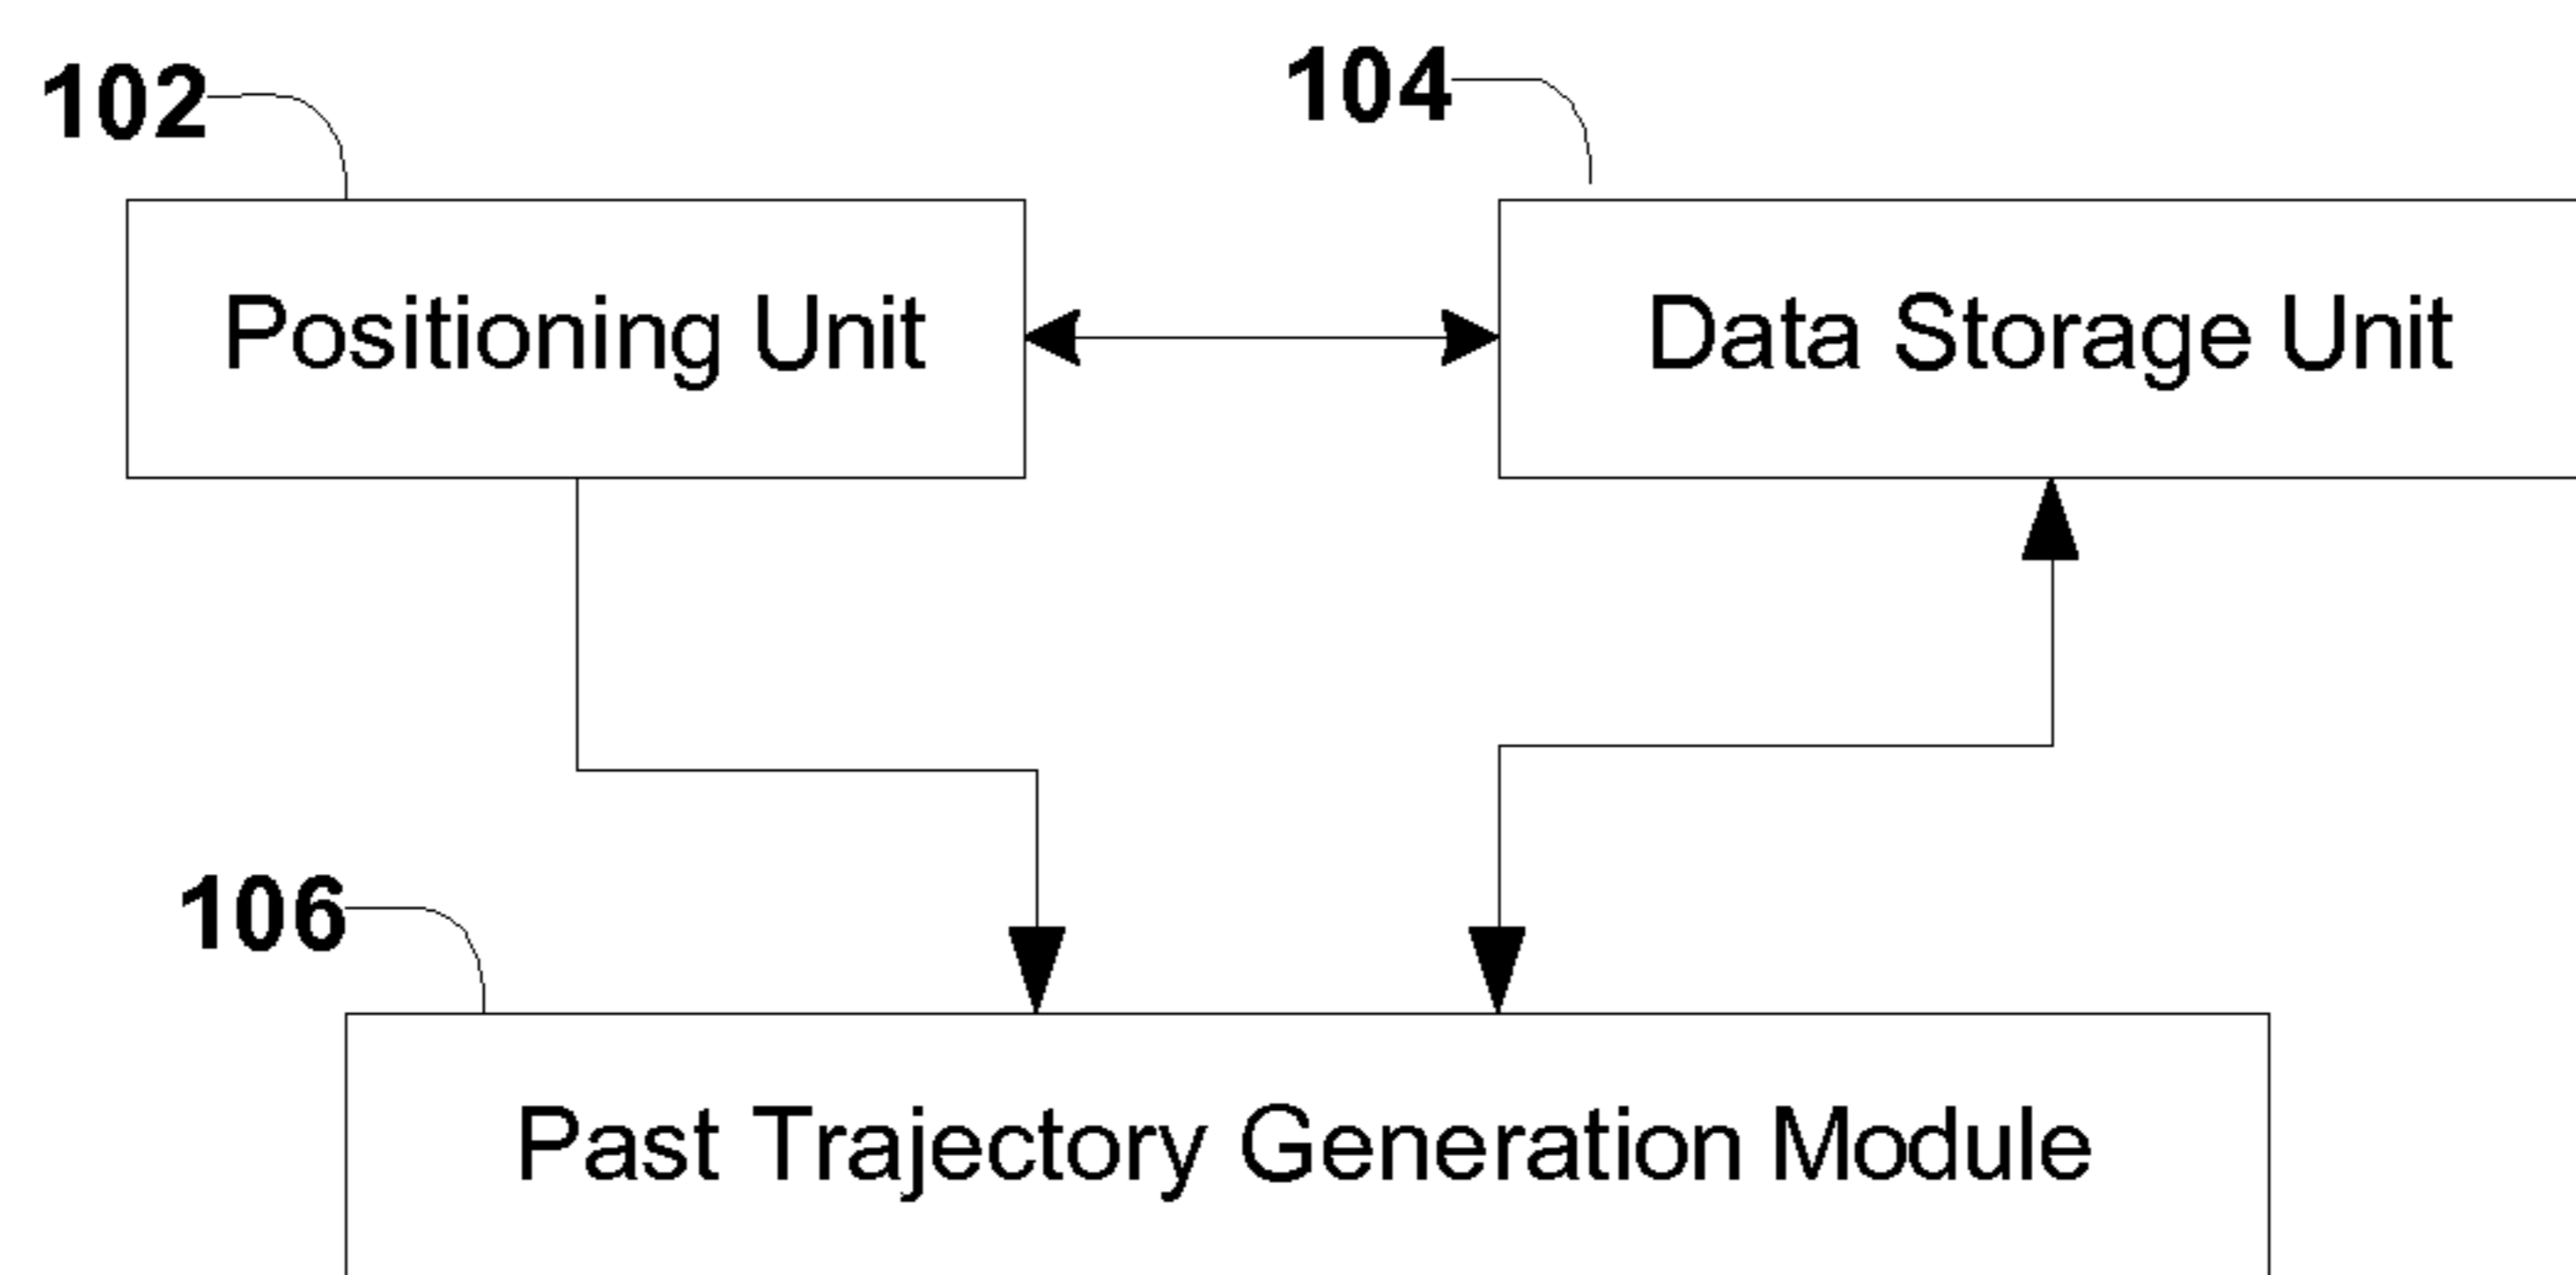 102
104
Positioning Unit
Data Storage Unit
106
Past Trajectory Generation Module